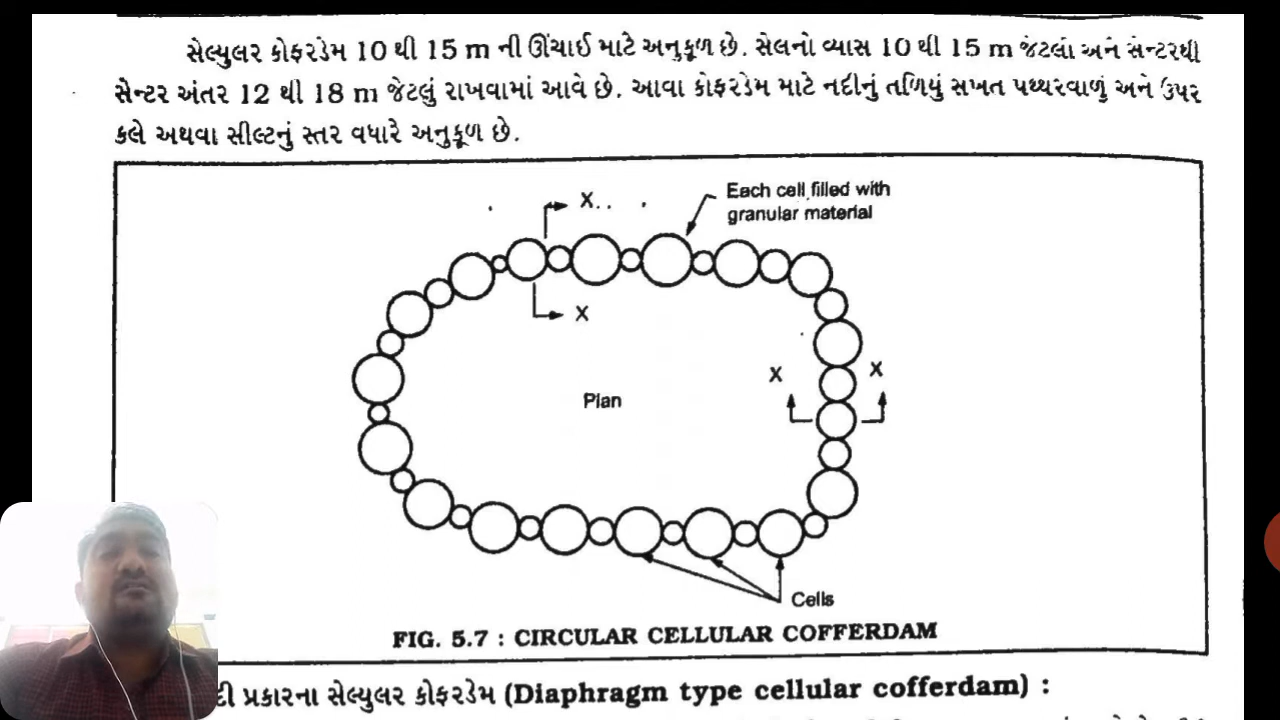 સેલ્યુલર કોફરડેમ 10 થી 15 m ની ઊંચાઈ માટે અનુકૂળ છે. સેલનો વ્યાસ 10 થી 15 m જેટલો અને સેન્ટરથી
સેન્ટર અંતર 12 થી 18 m જેટલું રાખવામાં આવે છે. આવા કોફરડેમ માટે નદીનું તળિયું સખત પથ્થરવાળું અને ઉપર
કલે અથવા સીલ્ટનું સ્તર વધારે અનુકૂળ છે.
Each cell filled with
granular material
X
X
X
X
Plan
Cells
FIG. 5.7 : CIRCULAR CELLULAR COFFERDAM
પ્રકારના સેલ્યુલર કોફરડેમ (Diaphragm type cellular cofferdam) :